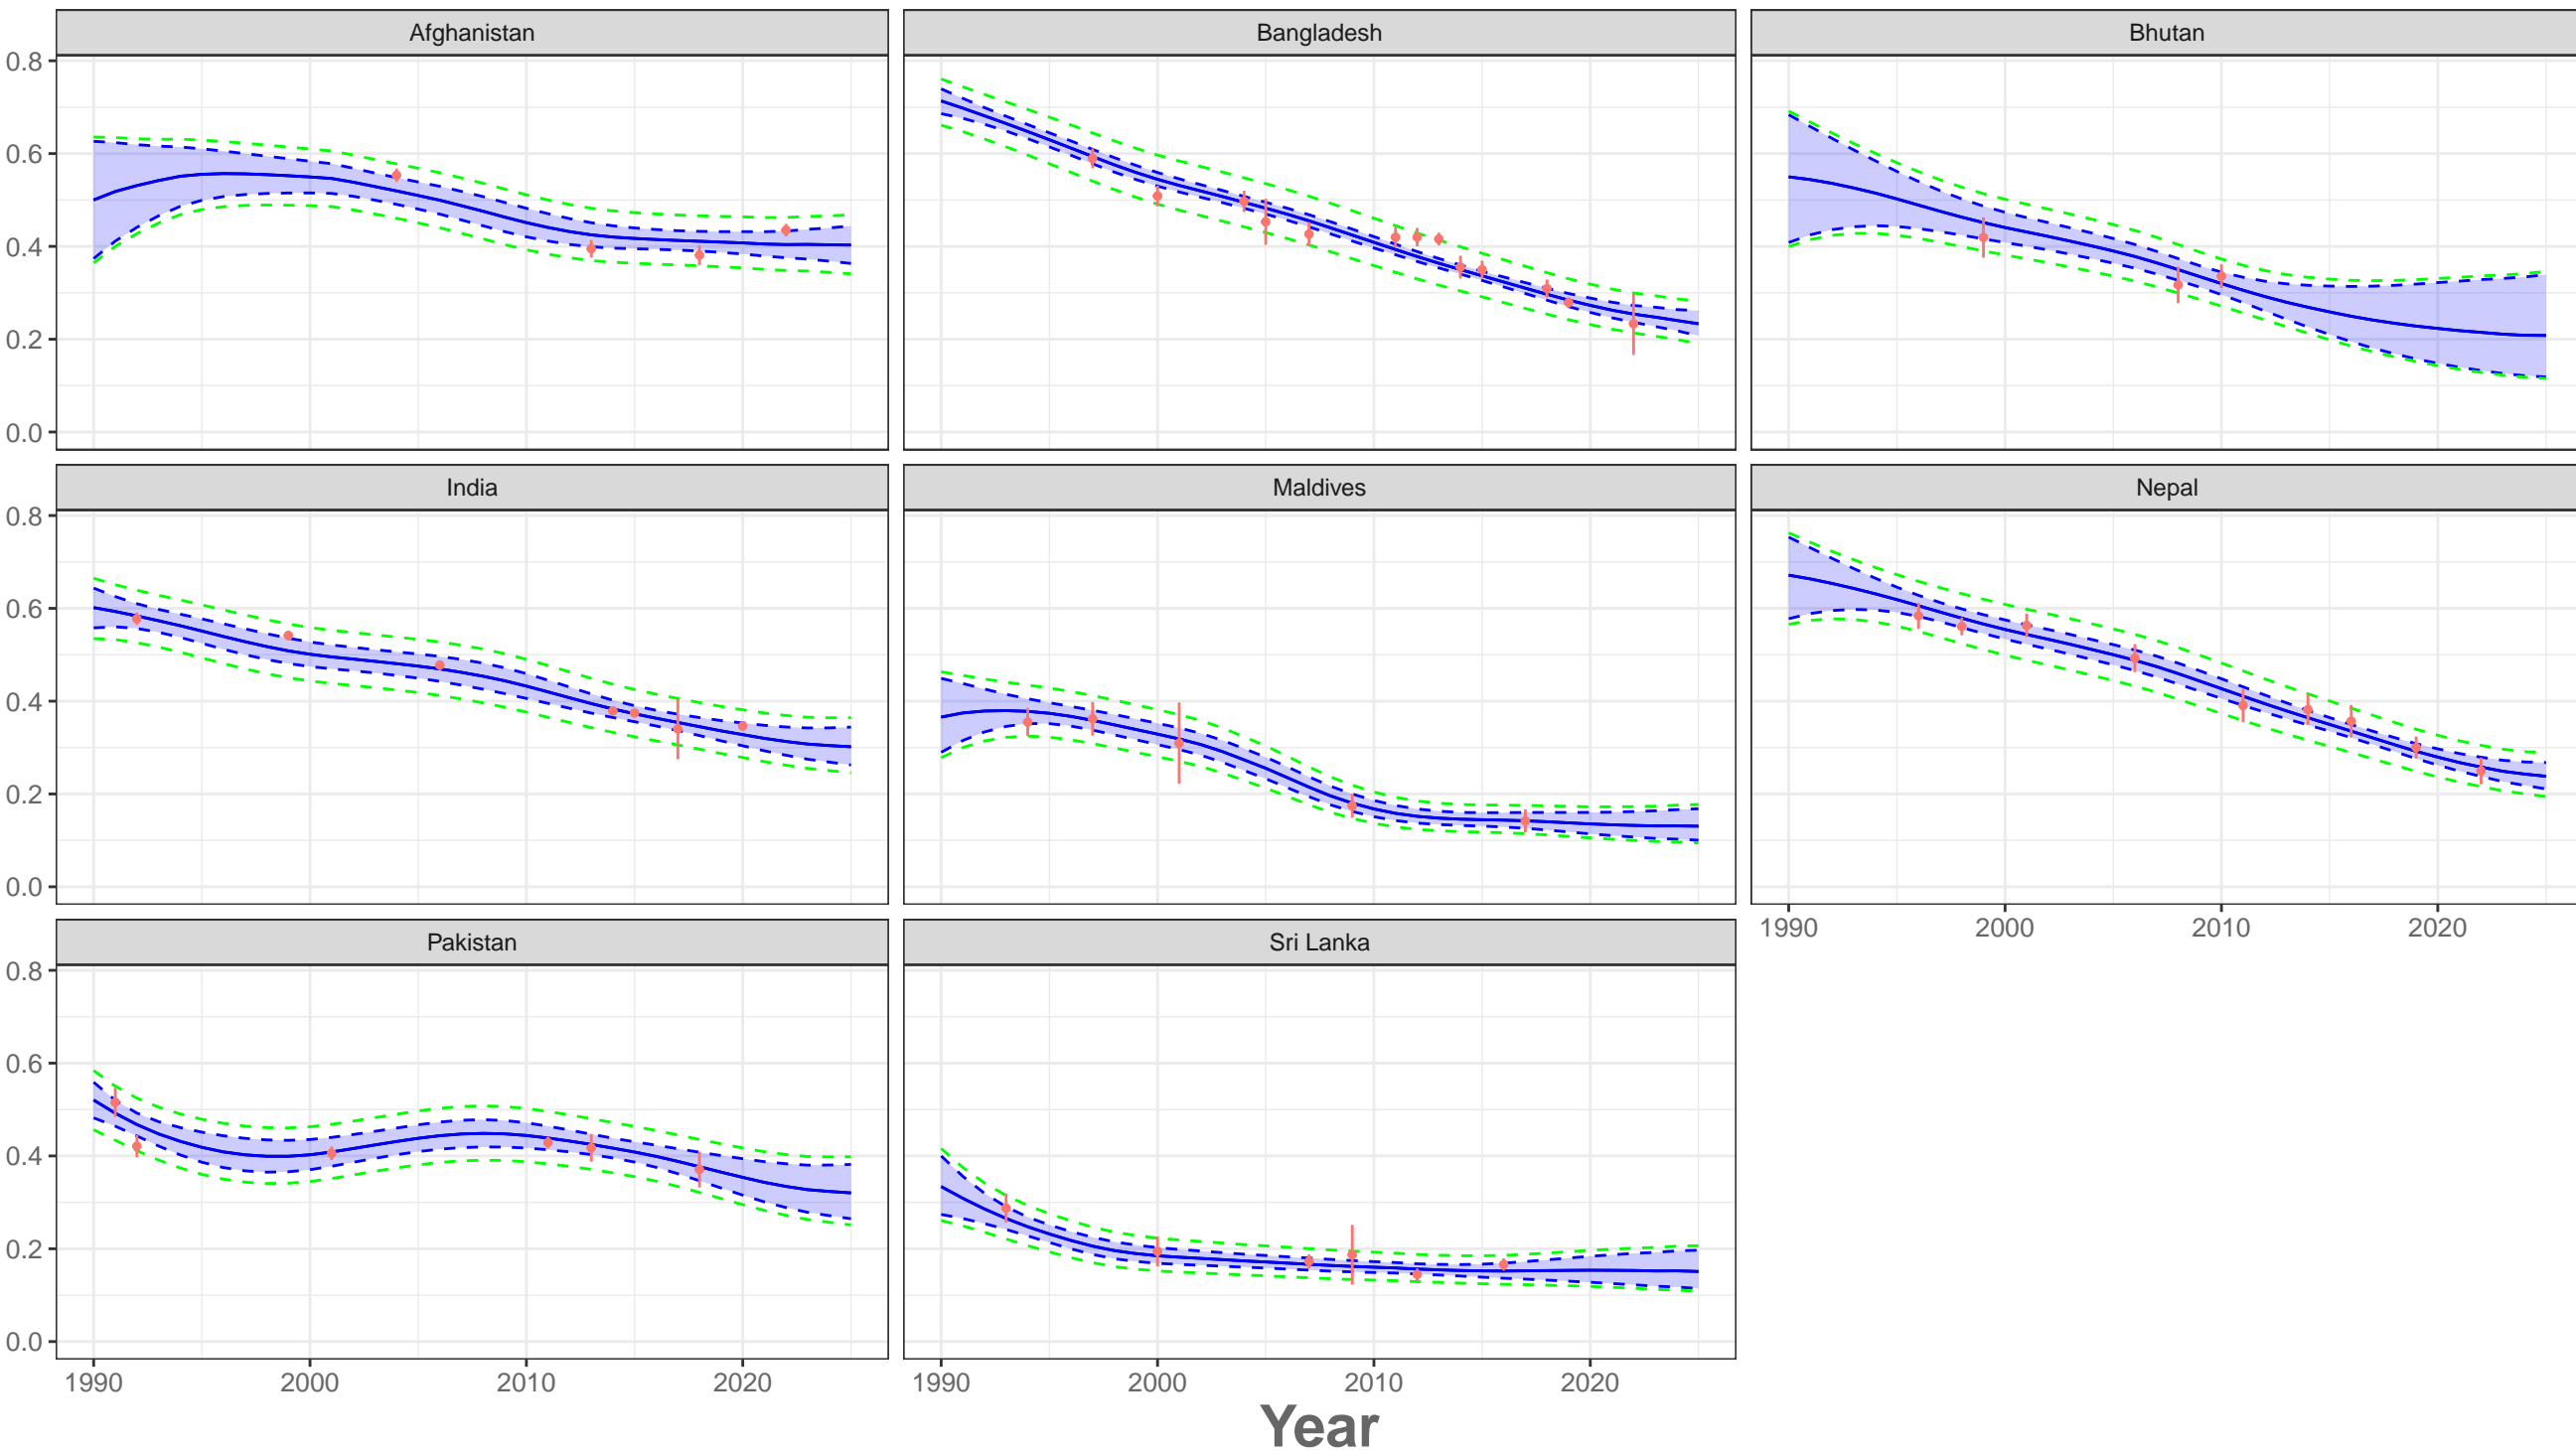 Afghanistan Bangladesh Bhutan
0.8
0.6
0.4
0.2
0.0
India Maldives Nepal
0.8
0.6
0.4
0.2
0.0
1990 2000 2010 2020
Pakistan Sri Lanka
0.8
0.6
0.4
0.2
0.0
1990 2000 2010 2020 1990 2000 2010 2020
Year